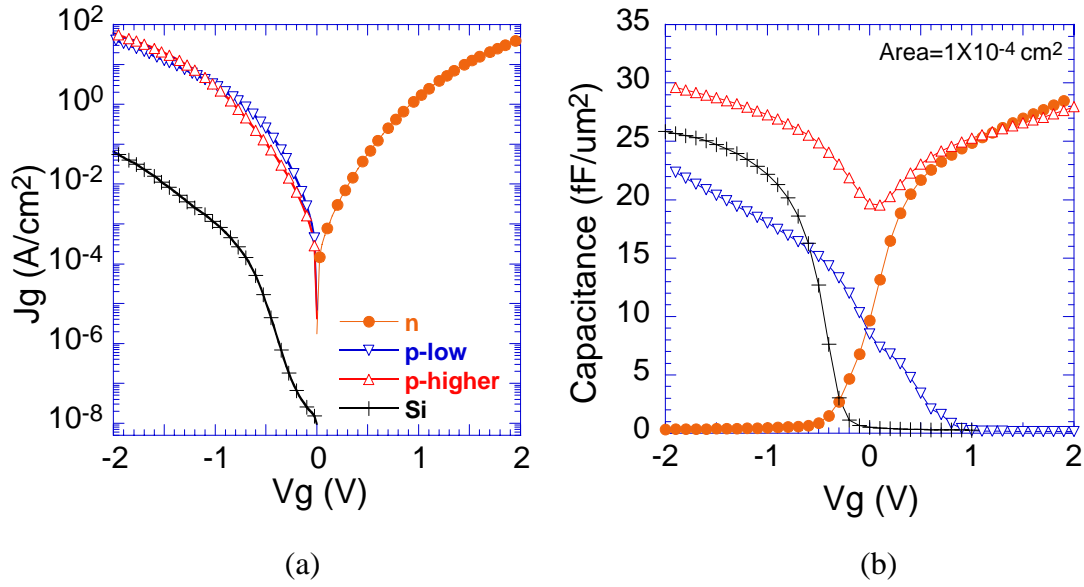 10²
10⁰
10⁻²
10⁻⁴
10⁻⁶
10⁻⁸
Jg (A/cm²)
n
p-low
p-higher
Si
-2 -1 0 1 2
Vg (V)
(a)
35
30
25
20
15
10
5
0
Capacitance (fF/um²)
Area=1X10⁻⁴ cm²
-2 -1 0 1 2
Vg (V)
(b)